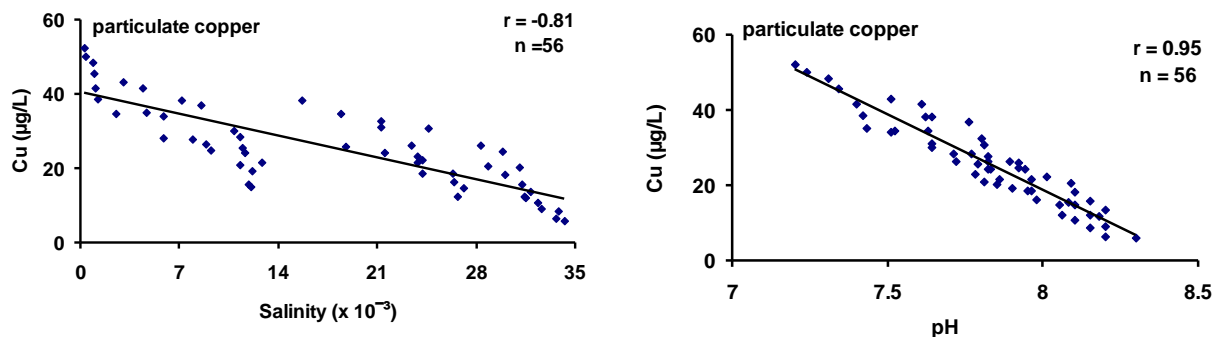 particulate copper
r = -0.81
n =56
60
40
20
0
Cu (µg/L)
0 7 14 21 28 35
Salinity (x 10⁻³)
particulate copper
r = 0.95
n = 56
60
40
20
0
Cu (µg/L)
7 7.5 8 8.5
pH